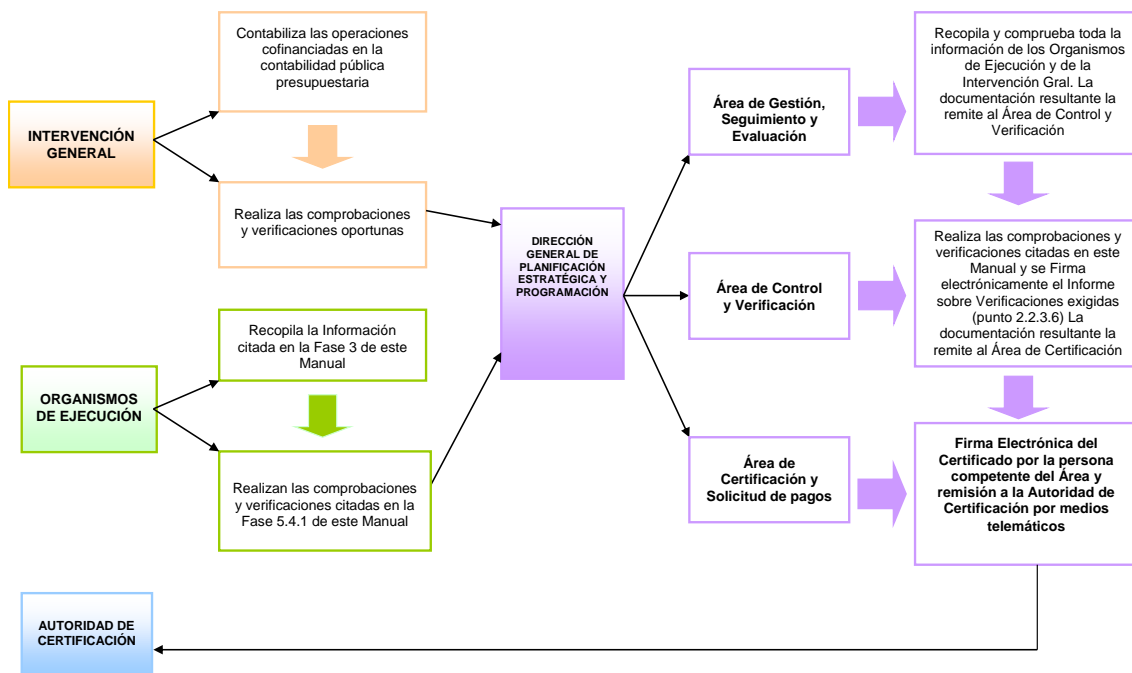 INTERVENCIÓN
GENERAL
Contabiliza las operaciones
cofinanciadas en la
contabilidad pública
presupuestaria
Realiza las comprobaciones
y verificaciones oportunas
ORGANISMOS
DE EJECUCIÓN
Recopila la Información
citada en la Fase 3 de este
Manual
Realizan las comprobaciones
y verificaciones citadas en la
Fase 5.4.1 de este Manual
DIRECCIÓN
GENERAL DE
PLANIFICACIÓN
ESTRATÉGICA Y
PROGRAMACIÓN
Área de Gestión,
Seguimiento y
Evaluación
Recopila y comprueba toda la
información de los Organismos
de Ejecución y de la
Intervención Gral. La
documentación resultante la
remite al Área de Control y
Verificación
Área de Control
y Verificación
Realiza las comprobaciones y
verificaciones citadas en este
Manual y se Firma
electrónicamente el Informe
sobre Verificaciones exigidas
(punto 2.2.3.6) La
documentación resultante la
remite al Área de Certificación
Área de
Certificación y
Solicitud de pagos
Firma Electrónica del
Certificado por la persona
competente del Área y
remisión a la Autoridad de
Certificación por medios
telemáticos
AUTORIDAD DE
CERTIFICACIÓN